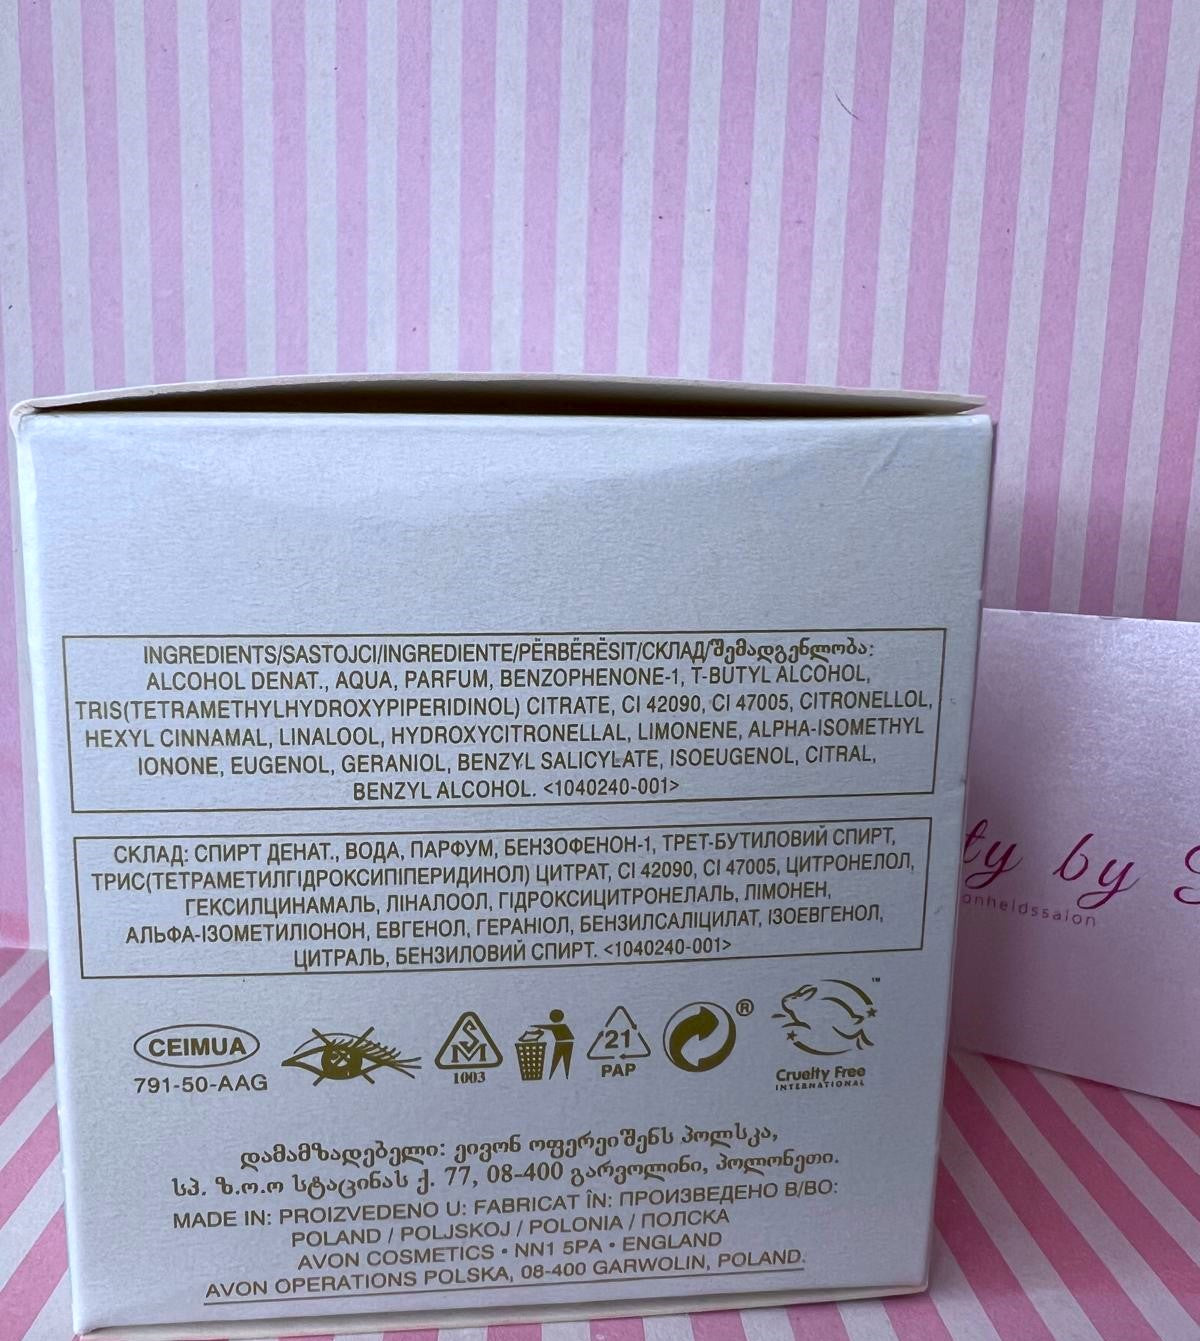 INGREDIENTS/SASTOJCI/INGREDIENTE/PËRBËRËSIT/СКЛАД/შემადგენლობა:
ALCOHOL DENAT., AQUA, PARFUM, BENZOPHENONE-1, T-BUTYL ALCOHOL,
TRIS(TETRAMETHYLHYDROXYPIPERIDINOL) CITRATE, CI 42090, CI 47005, CITRONELLOL,
HEXYL CINNAMAL, LINALOOL, HYDROXYCITRONELLAL, LIMONENE, ALPHA-ISOMETHYL
IONONE, EUGENOL, GERANIOL, BENZYL SALICYLATE, ISOEUGENOL, CITRAL,
BENZYL ALCOHOL. <1040240-001>
СКЛАД: СПИРТ ДЕНАТ., ВОДА, ПАРФУМ, БЕНЗОФЕНОН-1, ТРЕТ-БУТИЛОВИЙ СПИРТ,
ТРИС(ТЕТРАМЕТИЛГІДРОКСИПІПЕРИДИНОЛ) ЦИТРАТ, CI 42090, CI 47005, ЦИТРОНЕЛОЛ,
ГЕКСИЛЦИНАМАЛЬ, ЛІНАЛООЛ, ГІДРОКСИЦИТРОНЕЛАЛЬ, ЛІМОНЕН,
АЛЬФА-ІЗОМЕТИЛІОНОН, ЕВГЕНОЛ, ГЕРАНІОЛ, БЕНЗИЛСАЛІЦИЛАТ, ІЗОЕВГЕНОЛ,
ЦИТРАЛЬ, БЕНЗИЛОВИЙ СПИРТ. <1040240-001>
CEIMUA
791-50-AAG
1003
21
PAP
®
™
Cruelty Free
INTERNATIONAL
დამამზადებელი: ეივონ ოფერეიშენს პოლსკა,
სპ. ზ.ო.ო სტაცინას ქ. 77, 08-400 გარვოლინი, პოლონეთი.
MADE IN: PROIZVEDENO U: FABRICAT ÎN: ПРОИЗВЕДЕНО В/ВО:
POLAND / POLJSKOJ / POLONIA / ПОЛСКА
AVON COSMETICS • NN1 5PA • ENGLAND
AVON OPERATIONS POLSKA, 08-400 GARWOLIN, POLAND.
ty by
onheidssalon